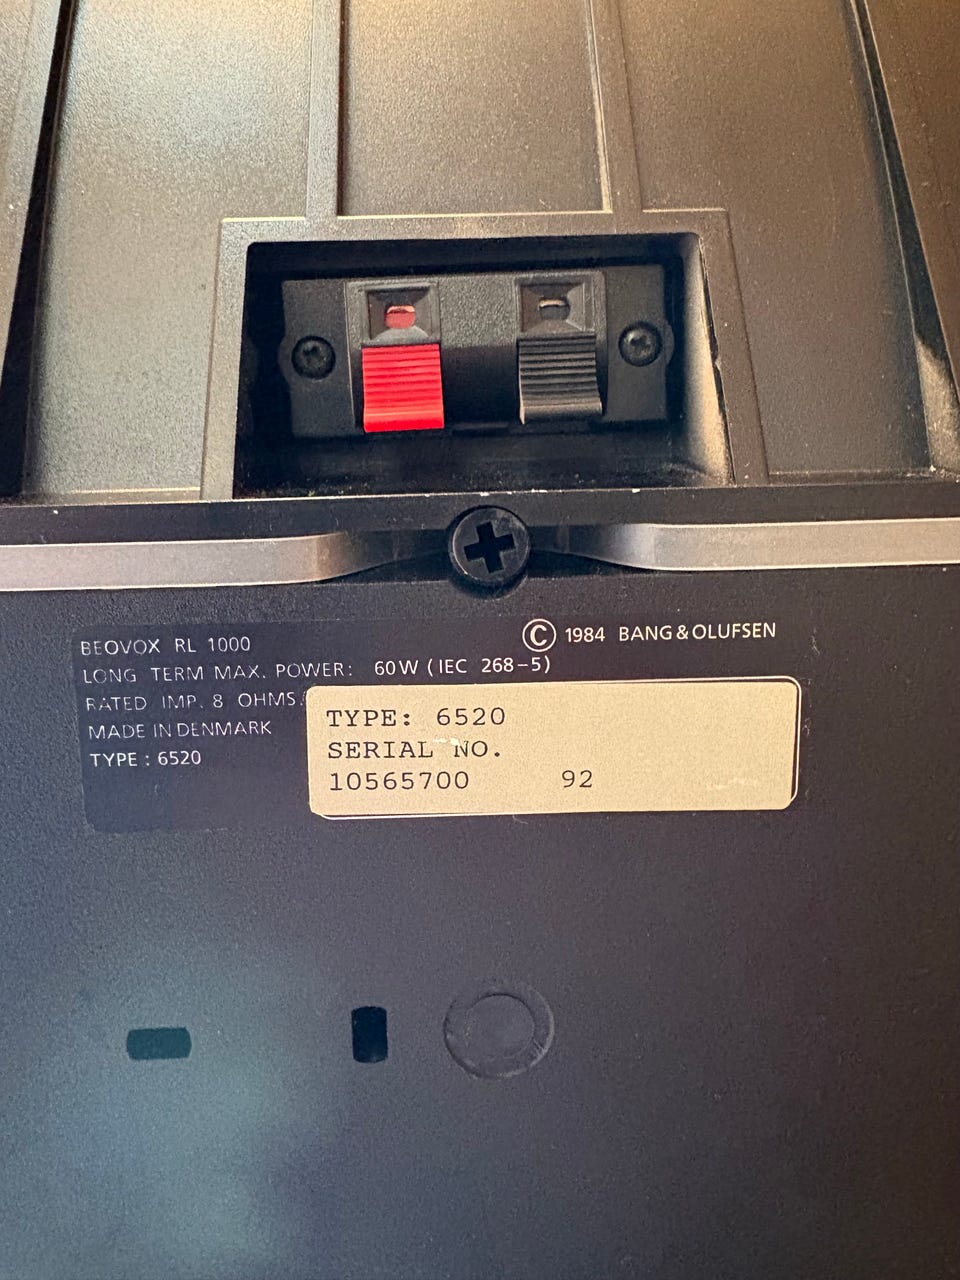 BEOVOX RL 1000
© 1984 BANG & OLUFSEN
LONG TERM MAX. POWER: 60W (IEC 268-5)
RATED IMP. 8 OHMS.
MADE IN DENMARK
TYPE : 6520
TYPE: 6520
SERIAL NO.
10565700 92